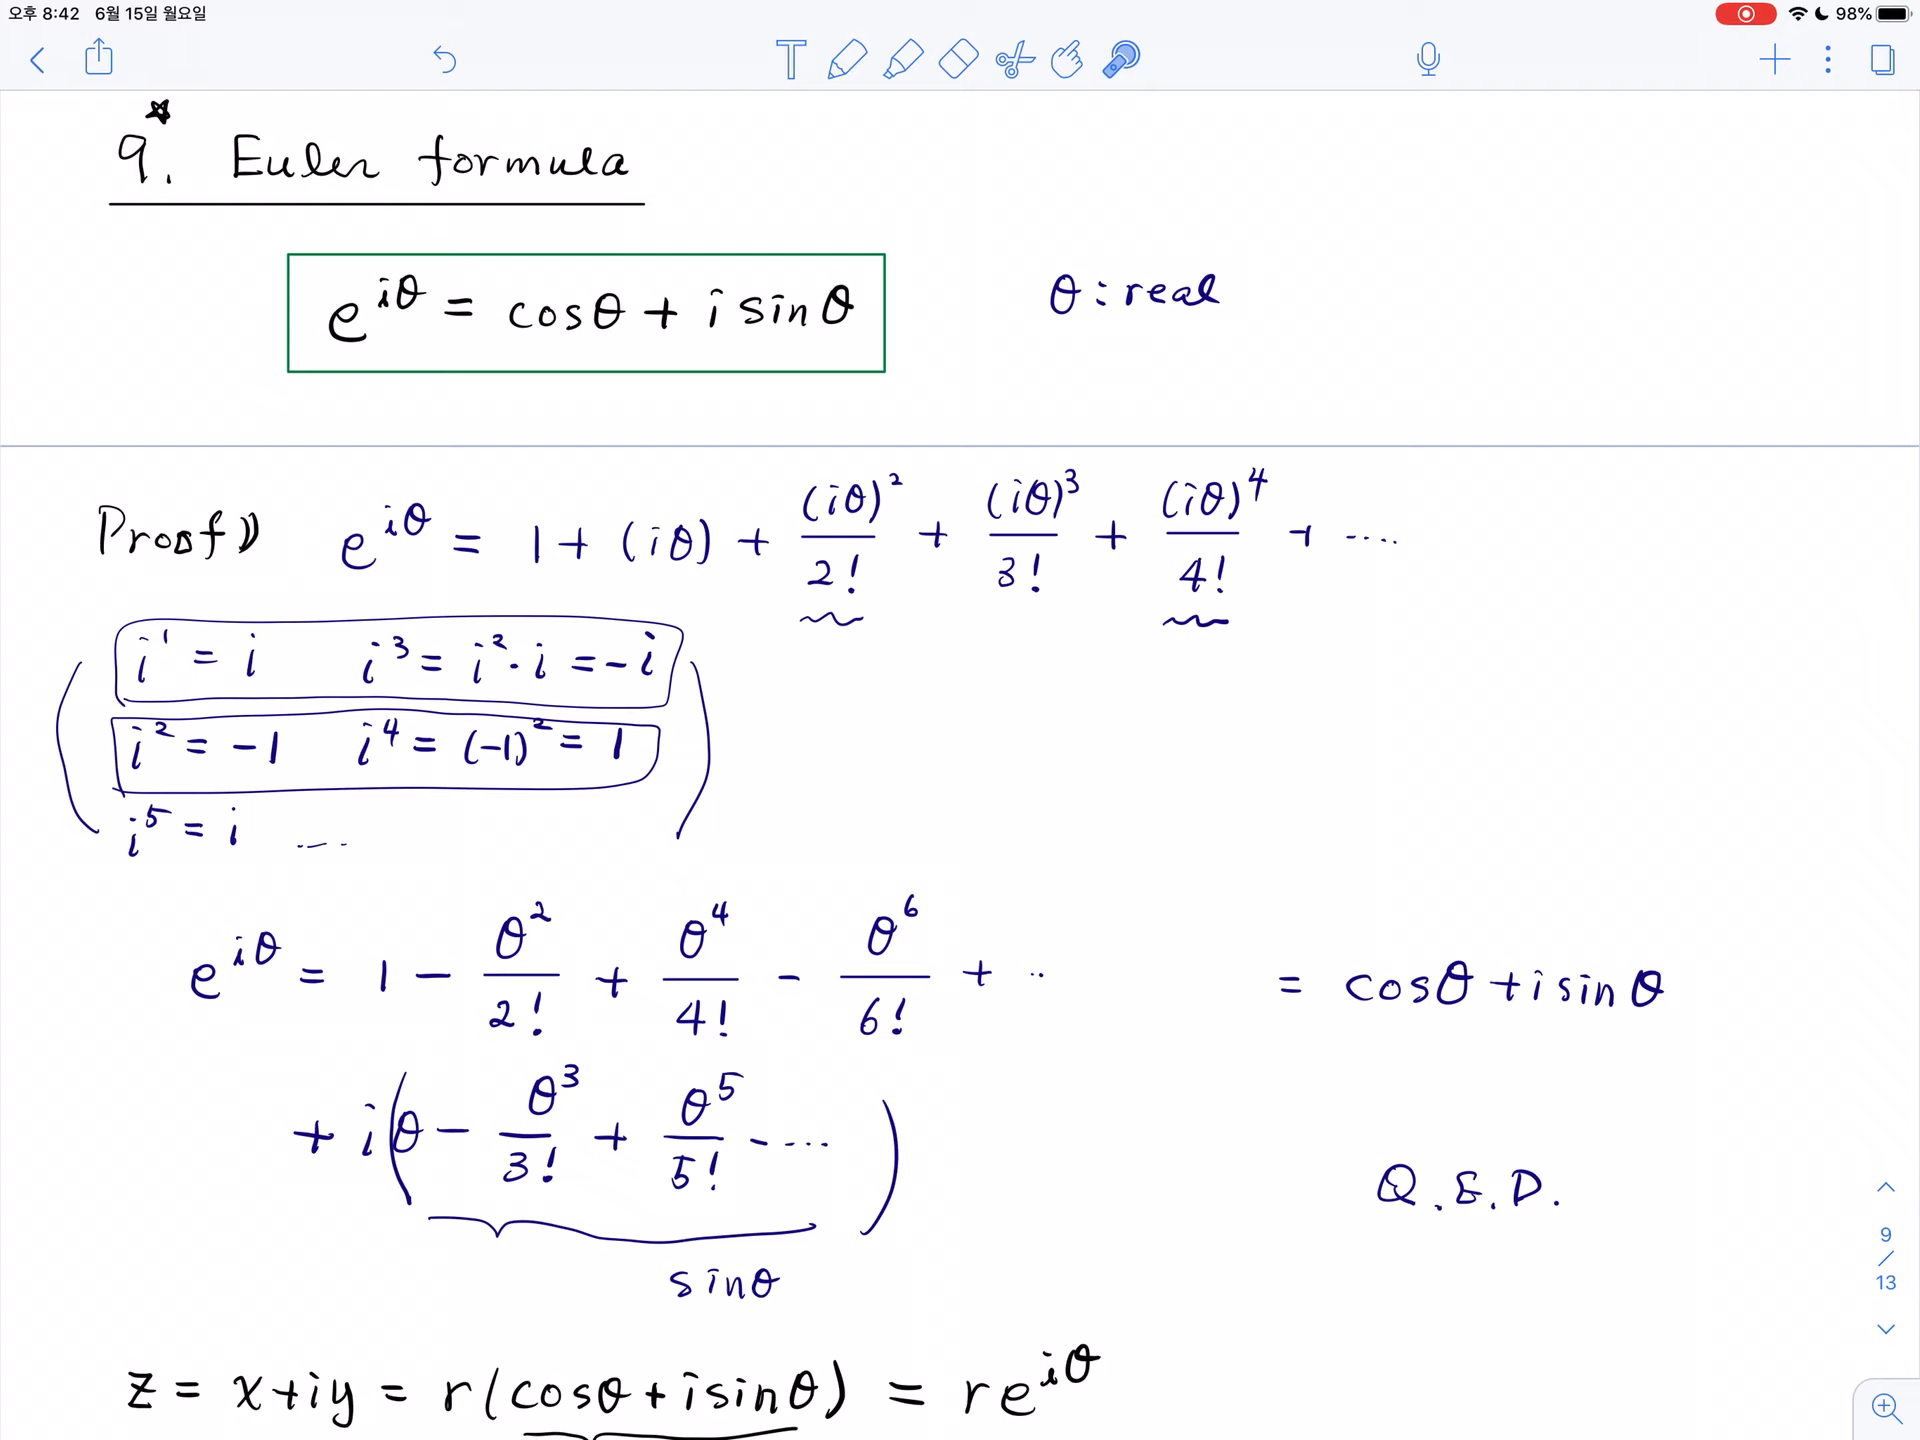 오후 8:42 6월 15일 월요일 98%
9. Euler formula
e^{iθ} = cosθ + i sinθ θ : real
Proof) e^{iθ} = 1 + (iθ) + (iθ)²/2! + (iθ)³/3! + (iθ)⁴/4! + ....
i¹ = i i³ = i²·i = -i
i² = -1 i⁴ = (-1)² = 1
i⁵ = i ....
e^{iθ} = 1 - θ²/2! + θ⁴/4! - θ⁶/6! + .. = cosθ + i sinθ
+ i(θ - θ³/3! + θ⁵/5! - ....)
sinθ
Q.E.D.
9
/
13
z = x+iy = r(cosθ + isinθ) = re^{iθ}